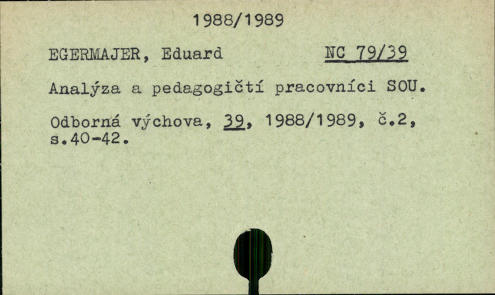 1988/1989
EGERMAJER, Eduard NC 79/39
Analýza a pedagogičtí pracovníci SOU.
Odborná výchova, 39, 1988/1989, č.2,
s.40-42.